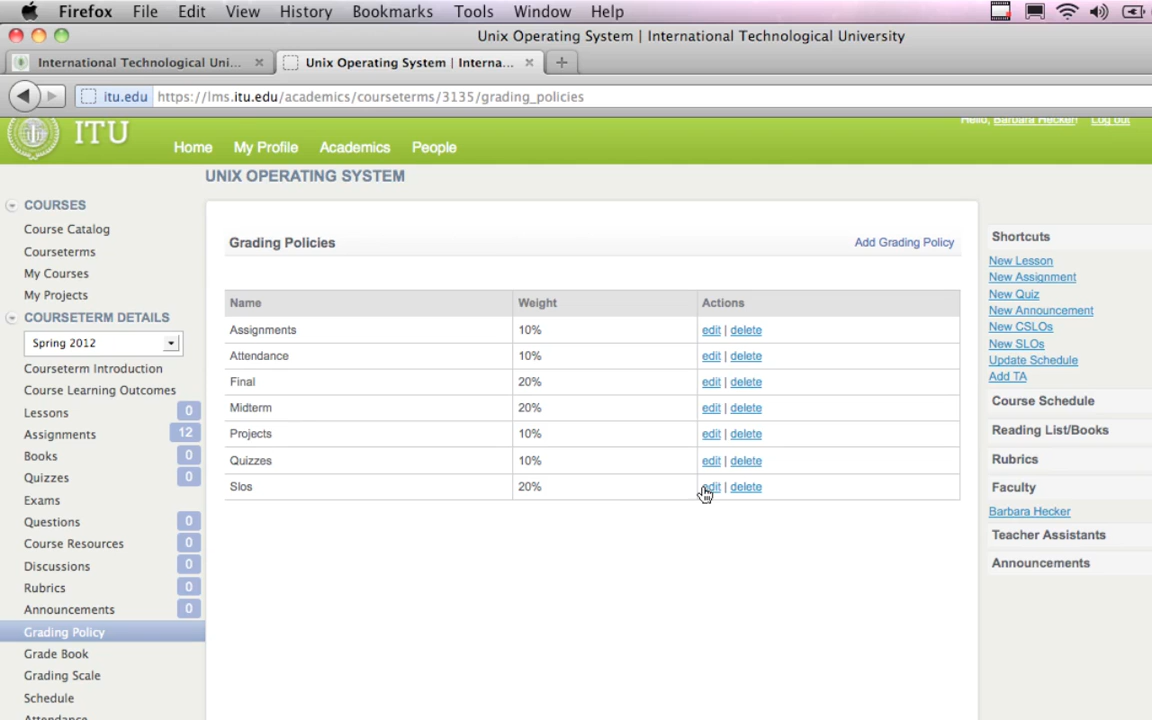 Firefox File Edit View History Bookmarks Tools Window Help
Unix Operating System | International Technological University
International Technological Uni...
Unix Operating System | Interna...
itu.edu https://lms.itu.edu/academics/courseterms/3135/grading_policies
Hello, Barbara Hecker! Log out
ITU
Home My Profile Academics People
UNIX OPERATING SYSTEM
COURSES
Course Catalog
Courseterms
My Courses
My Projects
COURSETERM DETAILS
Spring 2012
Courseterm Introduction
Course Learning Outcomes
Lessons 0
Assignments 12
Books 0
Quizzes 0
Exams
Questions 0
Course Resources 0
Discussions 0
Rubrics 0
Announcements 0
Grading Policy
Grade Book
Grading Scale
Schedule
Attendance
Grading Policies Add Grading Policy
Name Weight Actions
Assignments 10% edit | delete
Attendance 10% edit | delete
Final 20% edit | delete
Midterm 20% edit | delete
Projects 10% edit | delete
Quizzes 10% edit | delete
Slos 20% edit | delete
Shortcuts
New Lesson
New Assignment
New Quiz
New Announcement
New CSLOs
New SLOs
Update Schedule
Add TA
Course Schedule
Reading List/Books
Rubrics
Faculty
Barbara Hecker
Teacher Assistants
Announcements